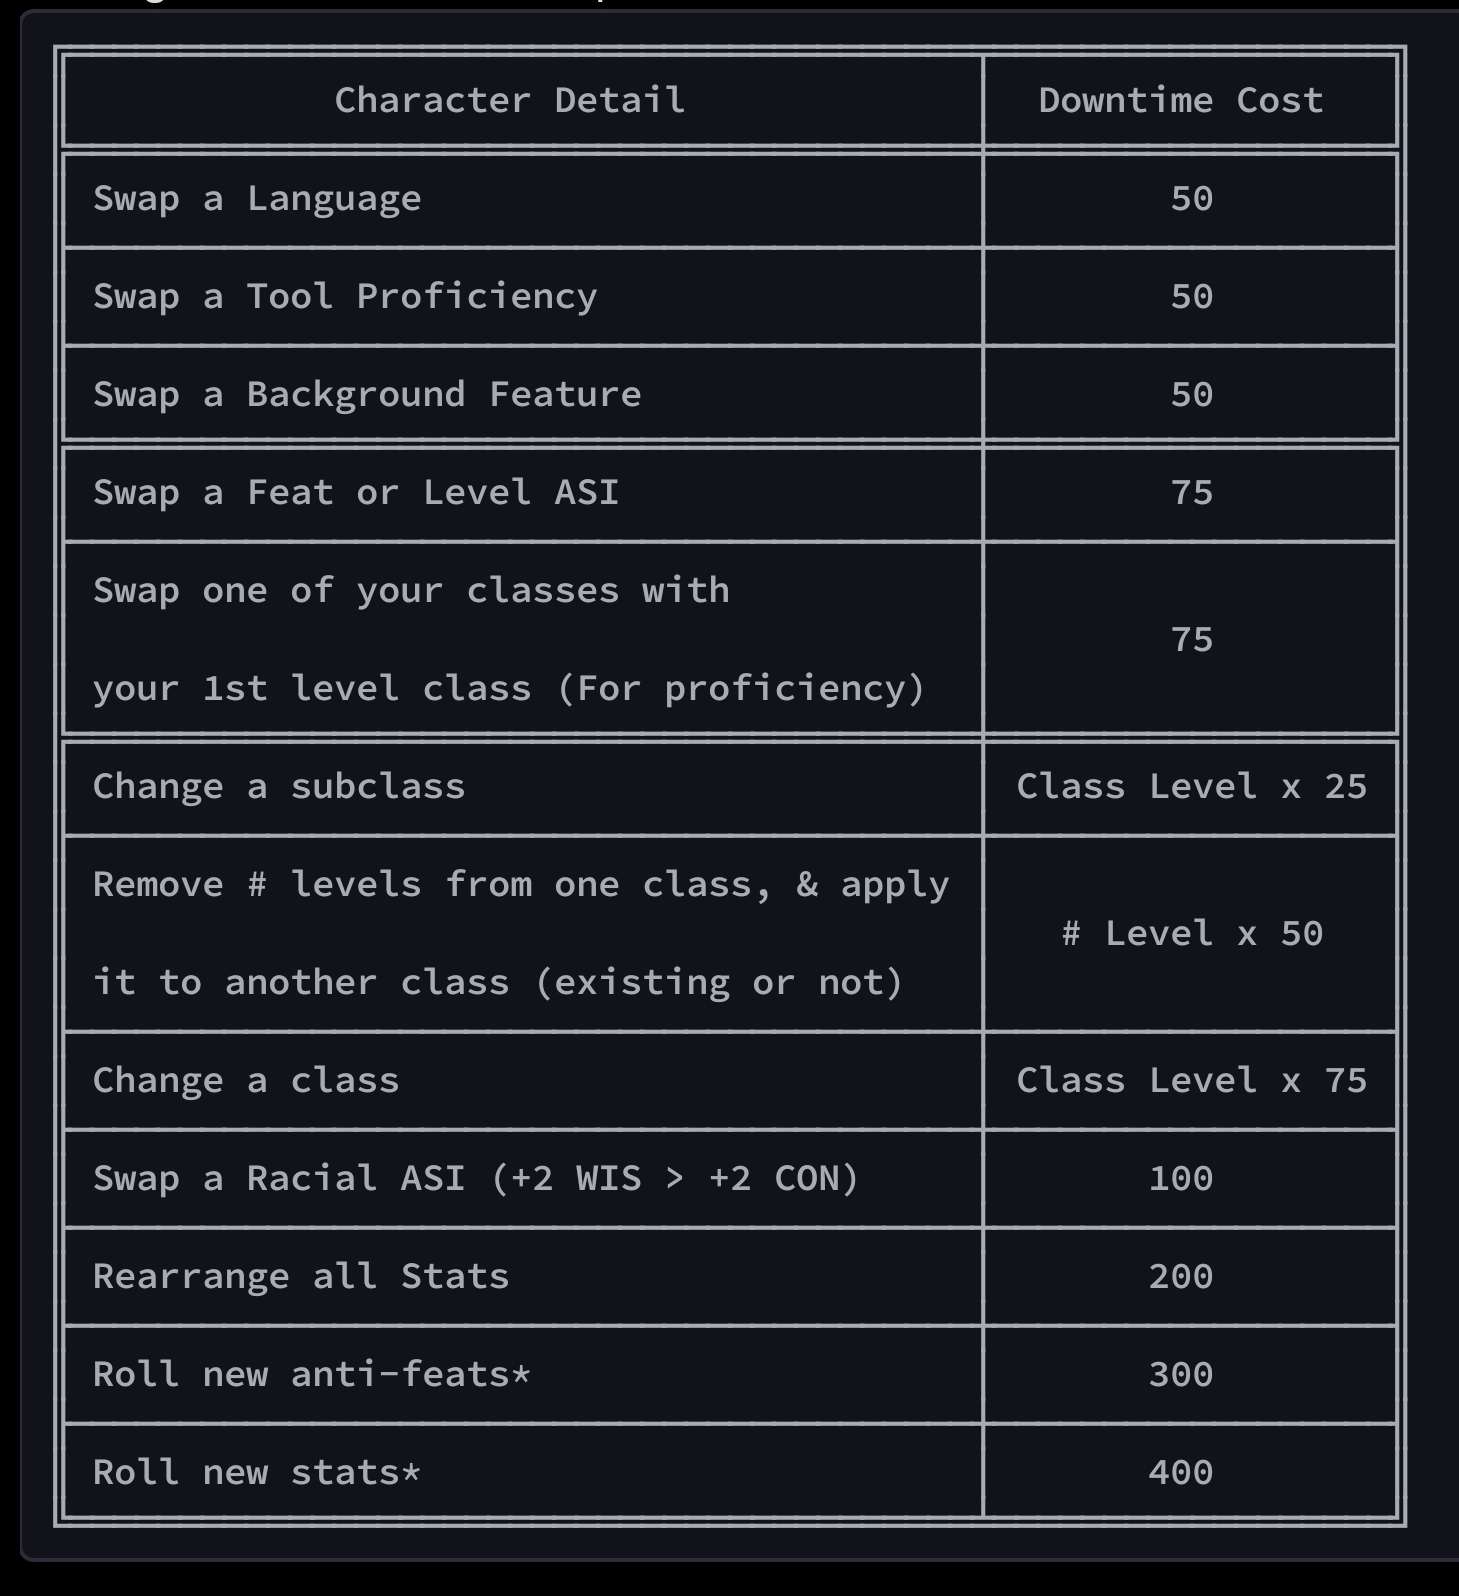 Character Detail Downtime Cost
Swap a Language 50
Swap a Tool Proficiency 50
Swap a Background Feature 50
Swap a Feat or Level ASI 75
Swap one of your classes with
75
your 1st level class (For proficiency)
Change a subclass Class Level x 25
Remove # levels from one class, & apply
# Level x 50
it to another class (existing or not)
Change a class Class Level x 75
Swap a Racial ASI (+2 WIS > +2 CON) 100
Rearrange all Stats 200
Roll new anti-feats* 300
Roll new stats* 400